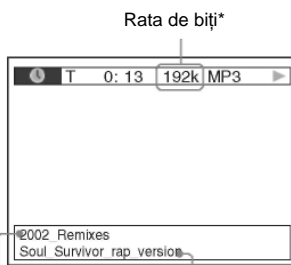 Rata de biți*
T 0: 13 192k MP3
2002_Remixes
Soul_Survivor_rap_version